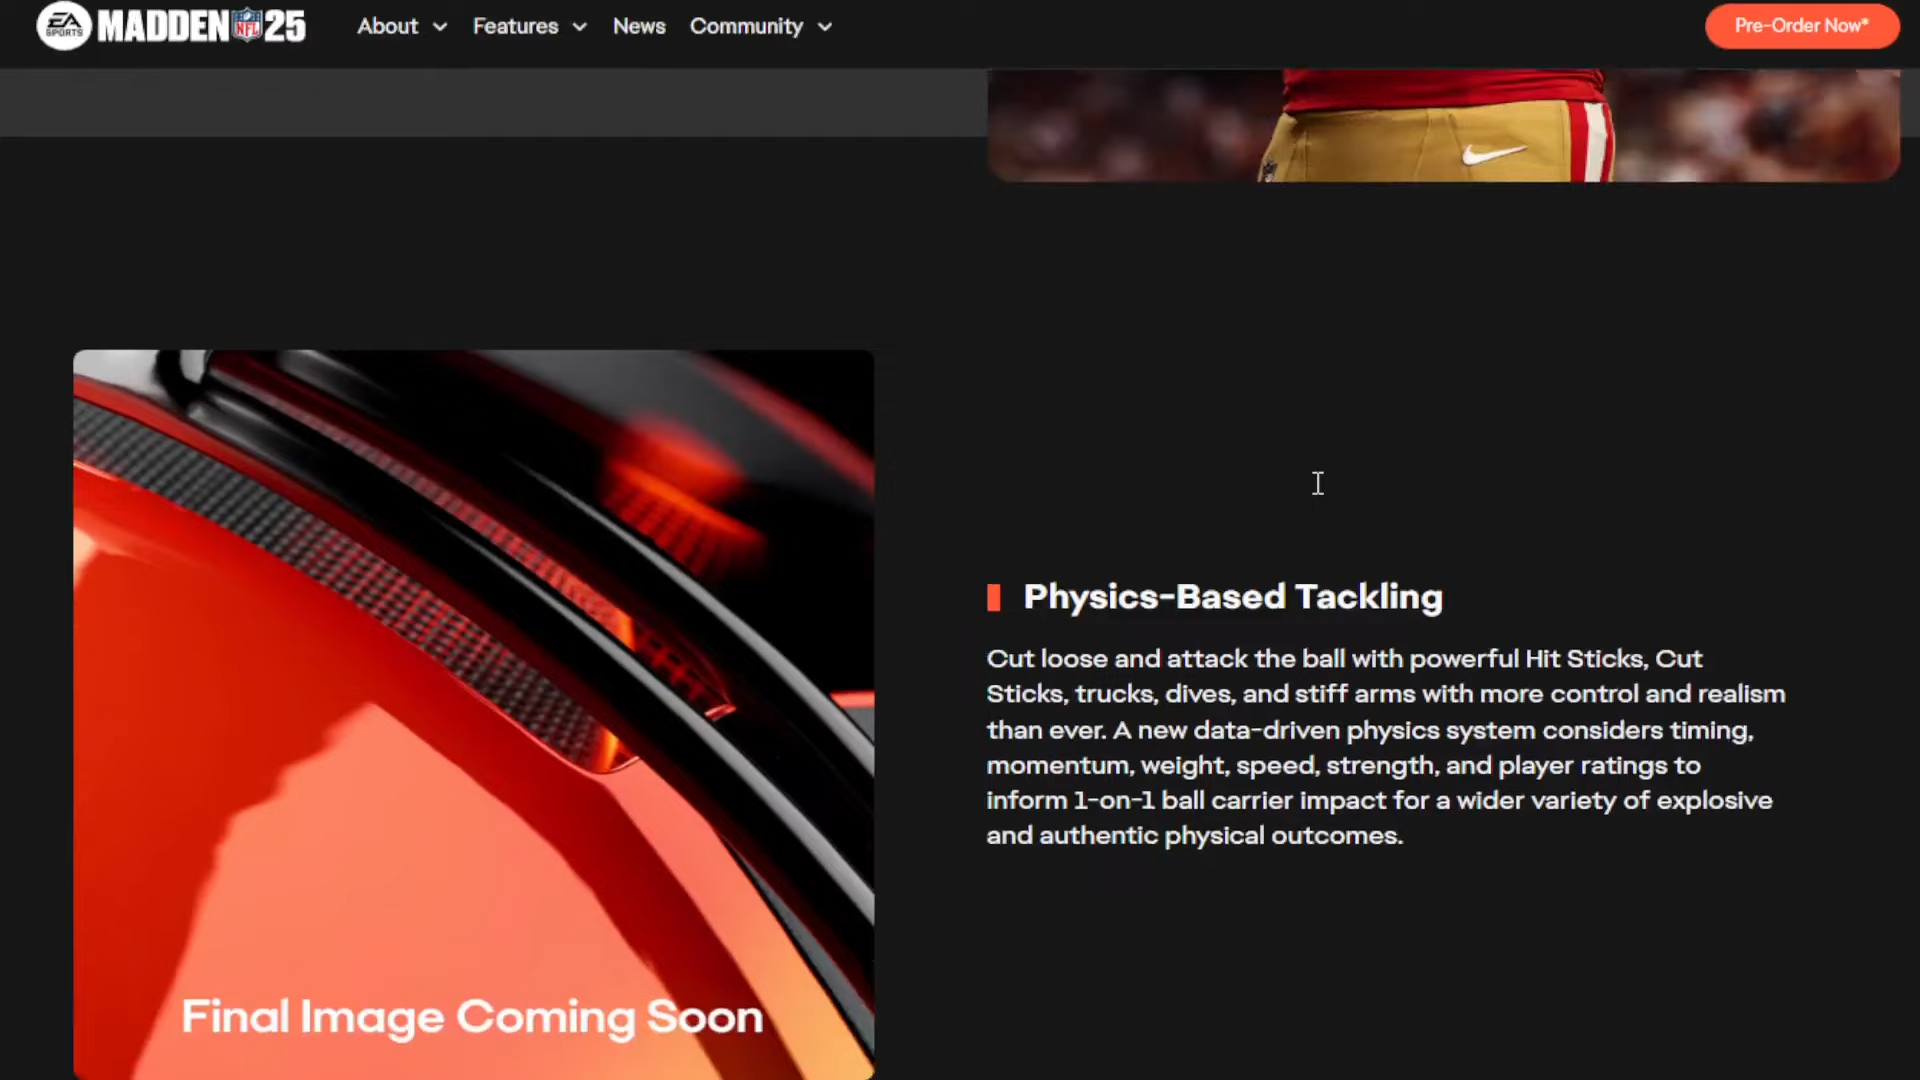 EA SPORTS MADDEN NFL 25 About Features News Community Pre-Order Now*
Physics-Based Tackling
Cut loose and attack the ball with powerful Hit Sticks, Cut
Sticks, trucks, dives, and stiff arms with more control and realism
than ever. A new data-driven physics system considers timing,
momentum, weight, speed, strength, and player ratings to
inform 1-on-1 ball carrier impact for a wider variety of explosive
and authentic physical outcomes.
Final Image Coming Soon